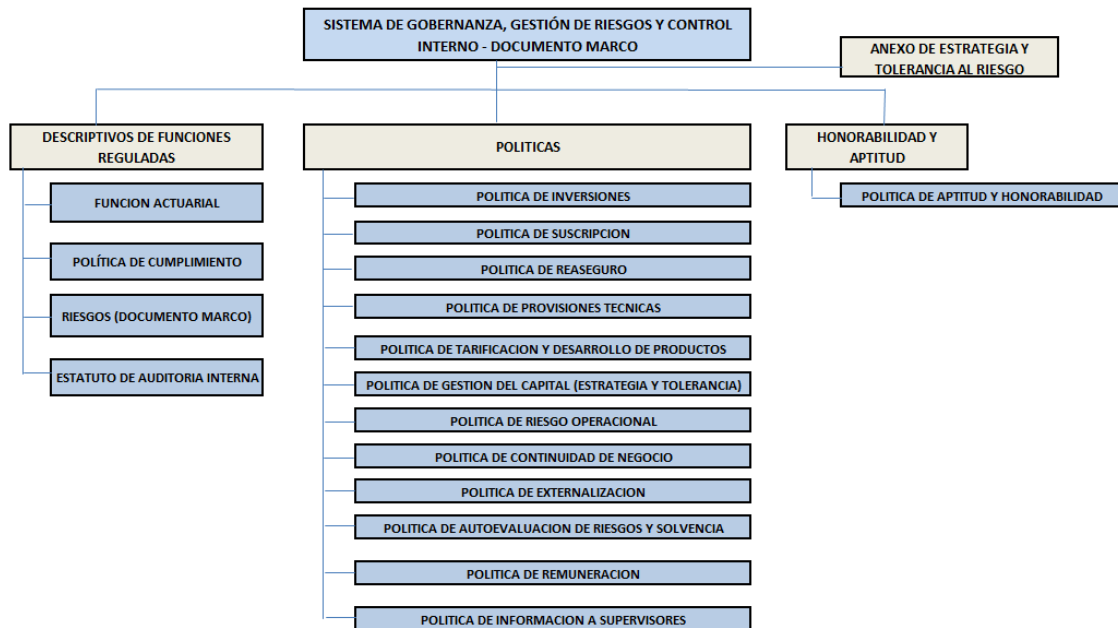 SISTEMA DE GOBERNANZA, GESTIÓN DE RIESGOS Y CONTROL
INTERNO - DOCUMENTO MARCO
ANEXO DE ESTRATEGIA Y
TOLERANCIA AL RIESGO
DESCRIPTIVOS DE FUNCIONES
REGULADAS
FUNCION ACTUARIAL
POLÍTICA DE CUMPLIMIENTO
RIESGOS (DOCUMENTO MARCO)
ESTATUTO DE AUDITORIA INTERNA
POLITICAS
POLITICA DE INVERSIONES
POLITICA DE SUSCRIPCION
POLITICA DE REASEGURO
POLITICA DE PROVISIONES TECNICAS
POLITICA DE TARIFICACION Y DESARROLLO DE PRODUCTOS
POLITICA DE GESTION DEL CAPITAL (ESTRATEGIA Y TOLERANCIA)
POLITICA DE RIESGO OPERACIONAL
POLITICA DE CONTINUIDAD DE NEGOCIO
POLITICA DE EXTERNALIZACION
POLITICA DE AUTOEVALUACION DE RIESGOS Y SOLVENCIA
POLITICA DE REMUNERACION
POLITICA DE INFORMACION A SUPERVISORES
HONORABILIDAD Y
APTITUD
POLITICA DE APTITUD Y HONORABILIDAD